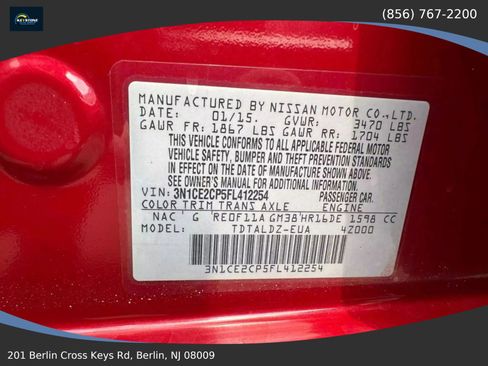 KEYSTONE
(856) 767-2200
MANUFACTURED BY NISSAN MOTOR CO., LTD.
DATE: 01/15. GVWR: 3470 LBS
GAWR FR: 1867 LBS GAWR RR: 1704 LBS
THIS VEHICLE CONFORMS TO ALL APPLICABLE FEDERAL MOTOR
VEHICLE SAFETY, BUMPER, AND THEFT PREVENTION STANDARDS
IN EFFECT ON THE DATE OF MANUFACTURE SHOWN ABOVE.
SEE OWNER'S MANUAL FOR ADDITIONAL INFORMATION.
VIN: 3N1CE2CP5FL412254 PASSENGER CAR.
COLOR TRIM TRANS AXLE ENGINE
NAC G RE0F11A GM38 HR16DE 1598 CC
MODEL: TDTALDZ-EUA 4Z000
3N1CE2CP5FL412254
201 Berlin Cross Keys Rd, Berlin, NJ 08009